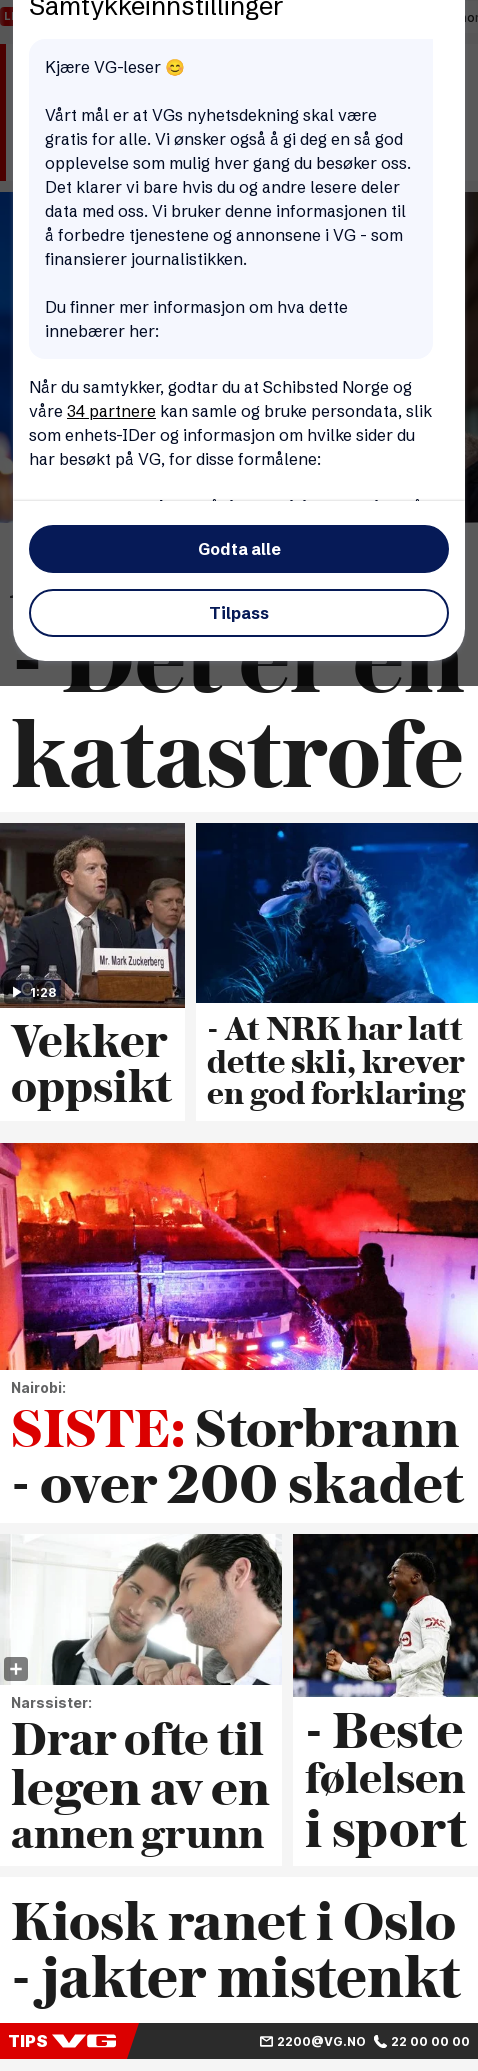 Samtykkeinnstillinger
Kjære VG-leser 😊
Vårt mål er at VGs nyhetsdekning skal være
gratis for alle. Vi ønsker også å gi deg en så god
opplevelse som mulig hver gang du besøker oss.
Det klarer vi bare hvis du og andre lesere deler
data med oss. Vi bruker denne informasjonen til
å forbedre tjenestene og annonsene i VG - som
finansierer journalistikken.
Du finner mer informasjon om hva dette
innebærer her:
Når du samtykker, godtar du at Schibsted Norge og
våre 34 partnere kan samle og bruke persondata, slik
som enhets-IDer og informasjon om hvilke sider du
har besøkt på VG, for disse formålene:
Godta alle
Tilpass
- Det er en
katastrofe
Mr. Mark Zuckerberg
1:28
Vekker
oppsikt
- At NRK har latt
dette skli, krever
en god forklaring
Nairobi:
SISTE: Storbrann
- over 200 skadet
Narssister:
Drar ofte til
legen av en
annen grunn
- Beste
følelsen
i sport
Kiosk ranet i Oslo
- jakter mistenkt
TIPS VG 2200@VG.NO 22 00 00 00